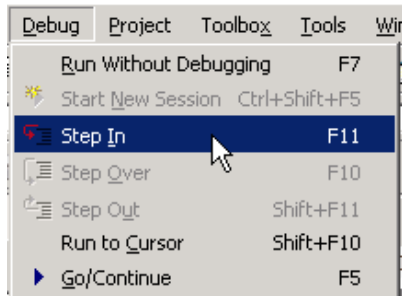 Debug Project Toolbox Tools
Run Without Debugging F7
Start New Session Ctrl+Shift+F5
Step In F11
Step Over F10
Step Out Shift+F11
Run to Cursor Shift+F10
Go/Continue F5